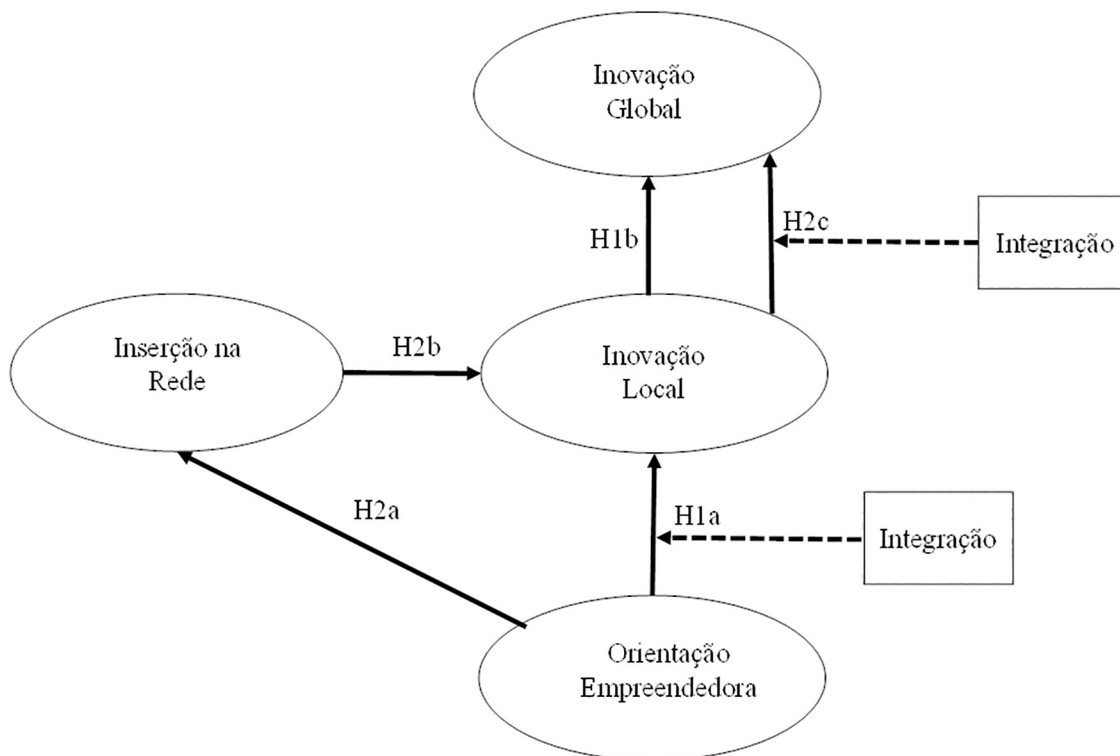 Inovação
Global
H1b
H2c
Integração
Inserção na
Rede
H2b
Inovação
Local
H2a
H1a
Integração
Orientação
Empreendedora